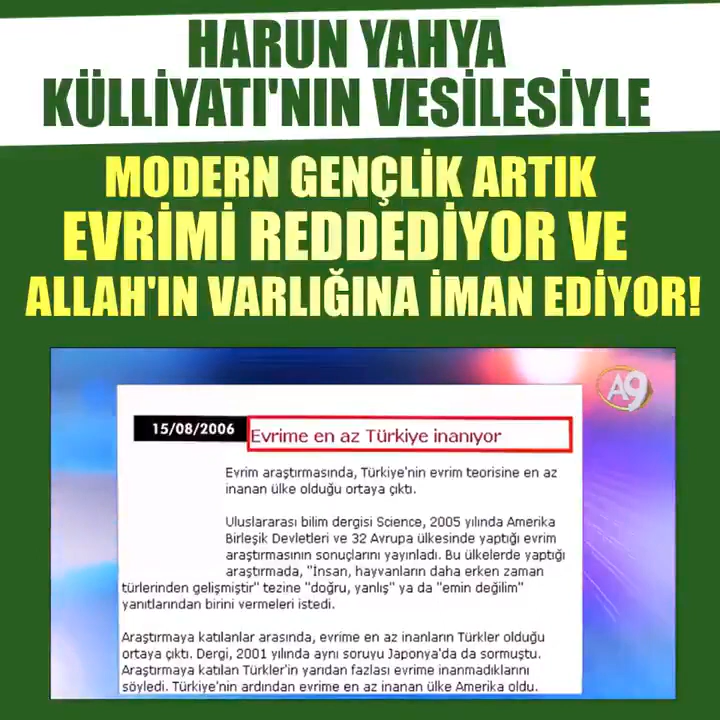 HARUN YAHYA
KÜLLİYATI'NIN VESİLESİYLE
MODERN GENÇLİK ARTIK
EVRİMİ REDDEDİYOR VE
ALLAH'IN VARLIĞINA İMAN EDİYOR!
A9
15/08/2006 Evrime en az Türkiye inanıyor
Evrim araştırmasında, Türkiye'nin evrim teorisine en az
inanan ülke olduğu ortaya çıktı.
Uluslararası bilim dergisi Science, 2005 yılında Amerika
Birleşik Devletleri ve 32 Avrupa ülkesinde yaptığı evrim
araştırmasının sonuçlarını yayınladı. Bu ülkelerde yaptığı
araştırmada, "İnsan, hayvanların daha erken zaman
türlerinden gelişmiştir" tezine "doğru, yanlış" ya da "emin değilim"
yanıtlarından birini vermeleri istedi.
Araştırmaya katılanlar arasında, evrime en az inanların Türkler olduğu
ortaya çıktı. Dergi, 2001 yılında aynı soruyu Japonya'da da sormuştu.
Araştırmaya katılan Türkler'in yarıdan fazlası evrime inanmadıklarını
söyledi. Türkiye'nin ardından evrime en az inanan ülke Amerika oldu.